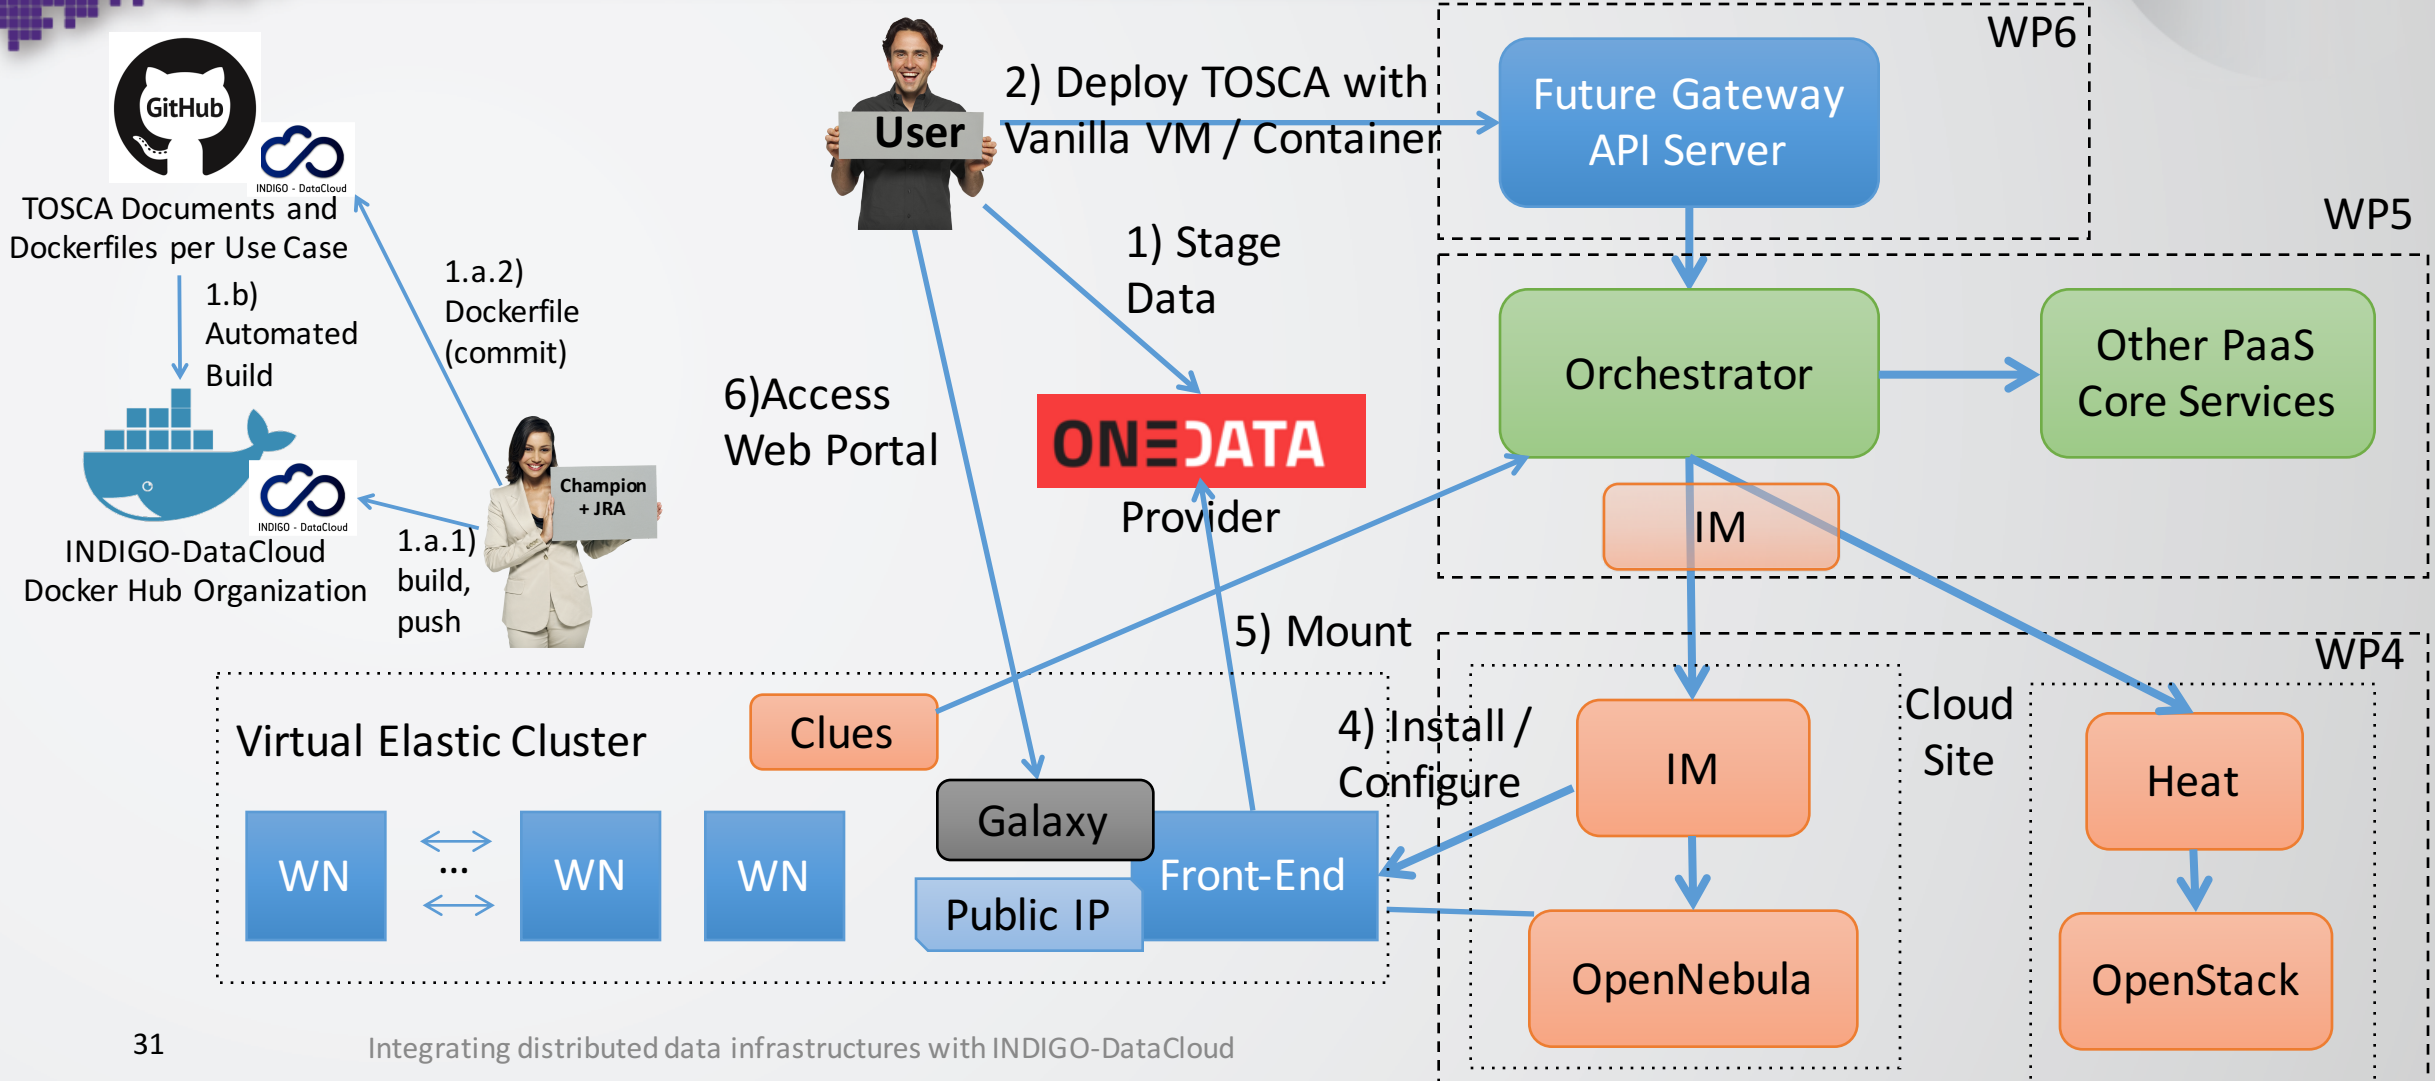 GitHub
INDIGO - DataCloud
TOSCA Documents and
Dockerfiles per Use Case
1.b)
Automated
Build
1.a.2)
Dockerfile
(commit)
INDIGO - DataCloud
INDIGO-DataCloud
Docker Hub Organization
1.a.1)
build,
push
Champion
+ JRA
User
2) Deploy TOSCA with
Vanilla VM / Container
1) Stage
Data
6)Access
Web Portal
ONEDATA
Provider
5) Mount
WP6
Future Gateway
API Server
WP5
Orchestrator
Other PaaS
Core Services
IM
WP4
Cloud
Site
4) Install /
Configure
IM
Heat
OpenNebula
OpenStack
Virtual Elastic Cluster
Clues
Galaxy
Public IP
Front-End
WN
...
WN
WN
31
Integrating distributed data infrastructures with INDIGO-DataCloud